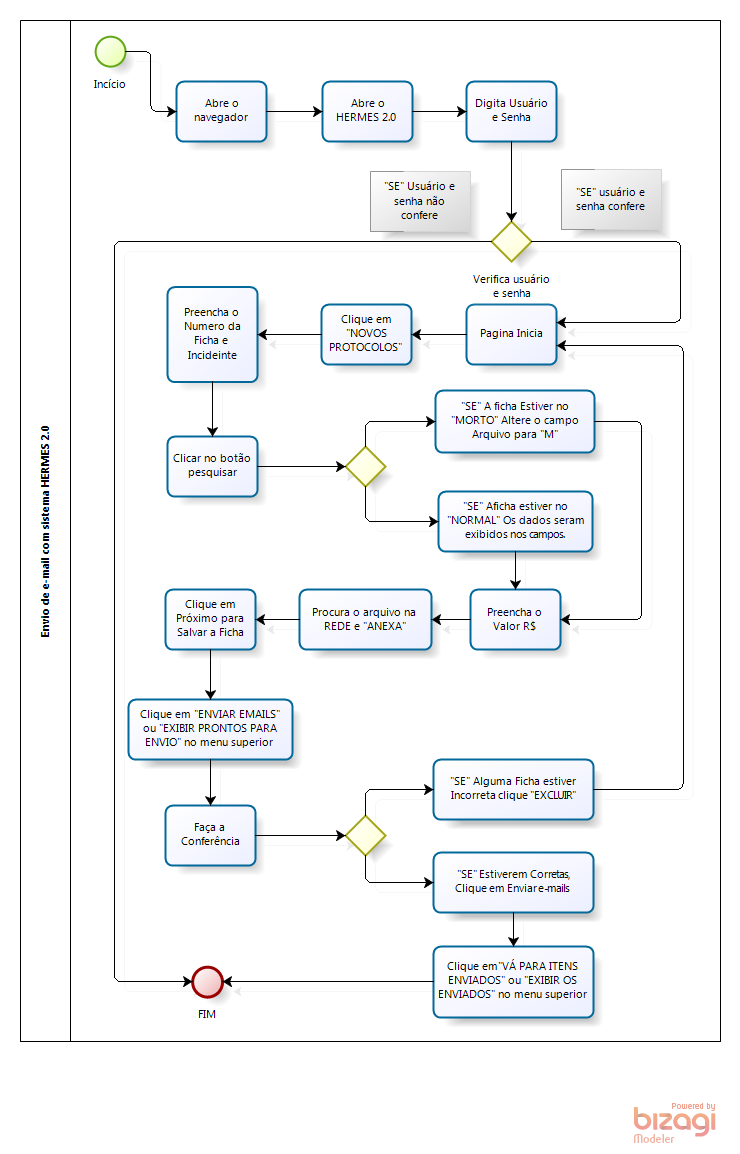 Envio de e-mail com sistema HERMES 2.0
Incício
Abre o
navegador
Abre o
HERMES 2.0
Digita Usuário
e Senha
"SE" Usuário e
senha não
confere
"SE" usuário e
senha confere
Verifica usuário
e senha
Pagina Inicia
Clique em
"NOVOS
PROTOCOLOS"
Preencha o
Numero da
Ficha e
Incideinte
Clicar no botão
pesquisar
"SE" A ficha Estiver no
"MORTO" Altere o campo
Arquivo para "M"
"SE" Aficha estiver no
"NORMAL" Os dados seram
exibidos nos campos.
Preencha o
Valor R$
Procura o arquivo na
REDE e "ANEXA"
Clique em
Próximo para
Salvar a Ficha
Clique em "ENVIAR EMAILS"
ou "EXIBIR PRONTOS PARA
ENVIO" no menu superior
Faça a
Conferência
"SE" Alguma Ficha estiver
Incorreta clique "EXCLUIR"
"SE" Estiverem Corretas,
Clique em Enviar e-mails
Clique em "VÁ PARA ITENS
ENVIADOS" ou "EXIBIR OS
ENVIADOS" no menu superior
FIM
Powered by
bizagi
Modeler